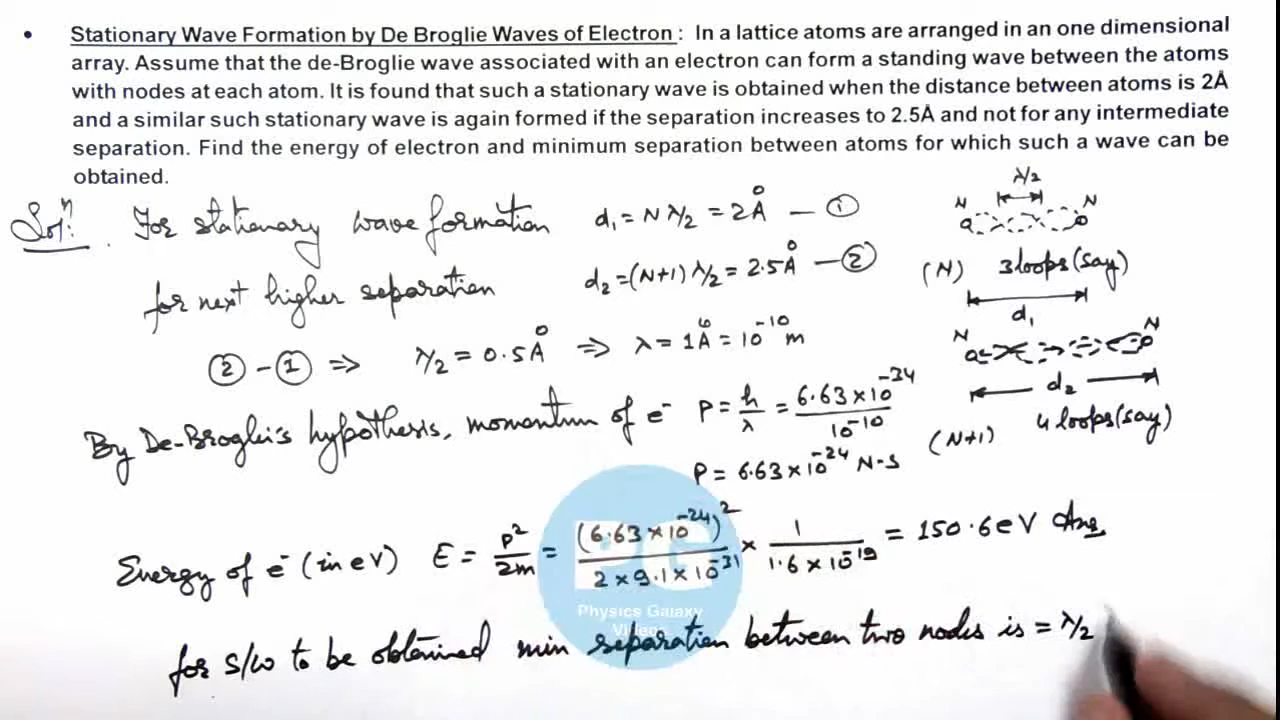 • Stationary Wave Formation by De Broglie Waves of Electron : In a lattice atoms are arranged in an one dimensional
array. Assume that the de-Broglie wave associated with an electron can form a standing wave between the atoms
with nodes at each atom. It is found that such a stationary wave is obtained when the distance between atoms is 2Å
and a similar such stationary wave is again formed if the separation increases to 2.5Å and not for any intermediate
separation. Find the energy of electron and minimum separation between atoms for which such a wave can be
obtained.
λ/2
N N
Solⁿ: For stationary wave formation d₁ = N λ/2 = 2Å — ①
(N) 3 loops (say)
d₁
for next higher separation d₂ = (N+1) λ/2 = 2.5Å — ②
N N
② - ① ⇒ λ/2 = 0.5Å ⇒ λ = 1Å = 10⁻¹⁰ m
d₂
(N+1) 4 loops (say)
By De-Broglie's hypothesis, momentum of e⁻ P = h/λ = 6.63×10⁻³⁴/10⁻¹⁰
P = 6.63×10⁻²⁴ N-S
Energy of e⁻ (in eV) E = P²/2m = (6.63×10⁻²⁴)²/2×9.1×10⁻³¹ × 1/1.6×10⁻¹⁹ = 150.6 eV Ans
PG
Physics Galaxy
Videos
for S/W to be obtained min separation between two nodes is = λ/2